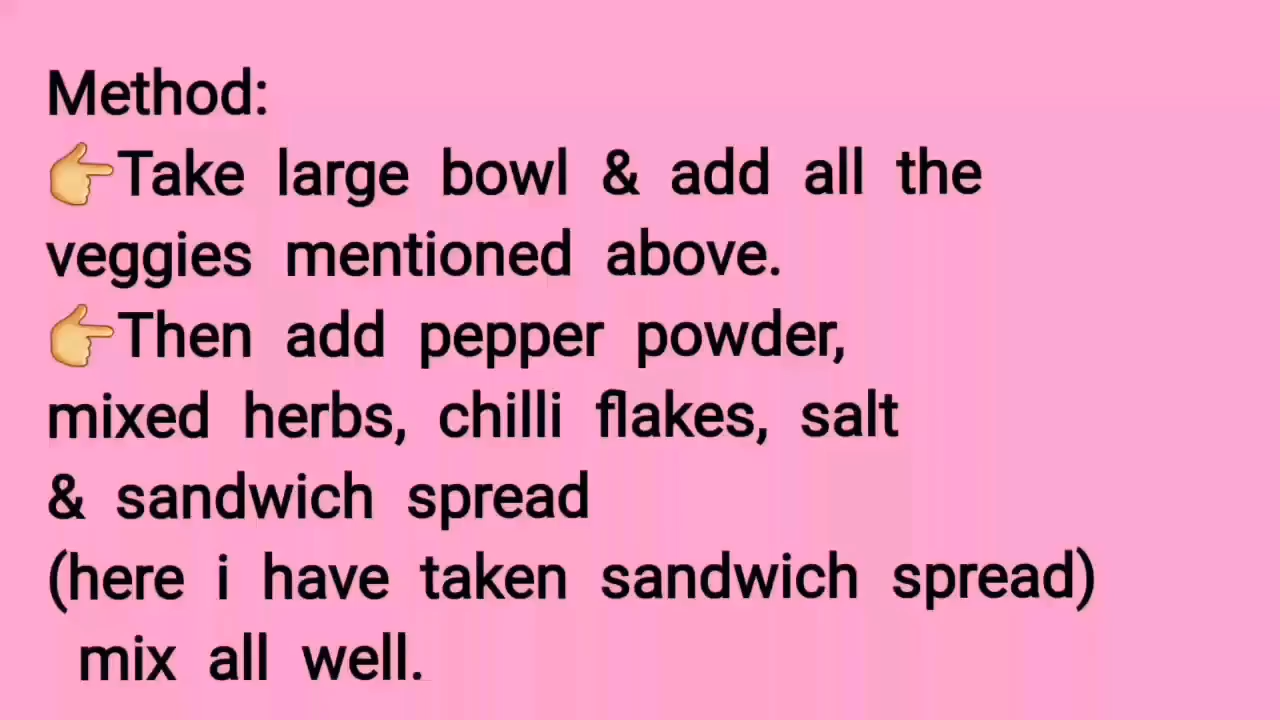 Method:
👉Take large bowl & add all the
veggies mentioned above.
👉Then add pepper powder,
mixed herbs, chilli flakes, salt
& sandwich spread
(here i have taken sandwich spread)
mix all well.